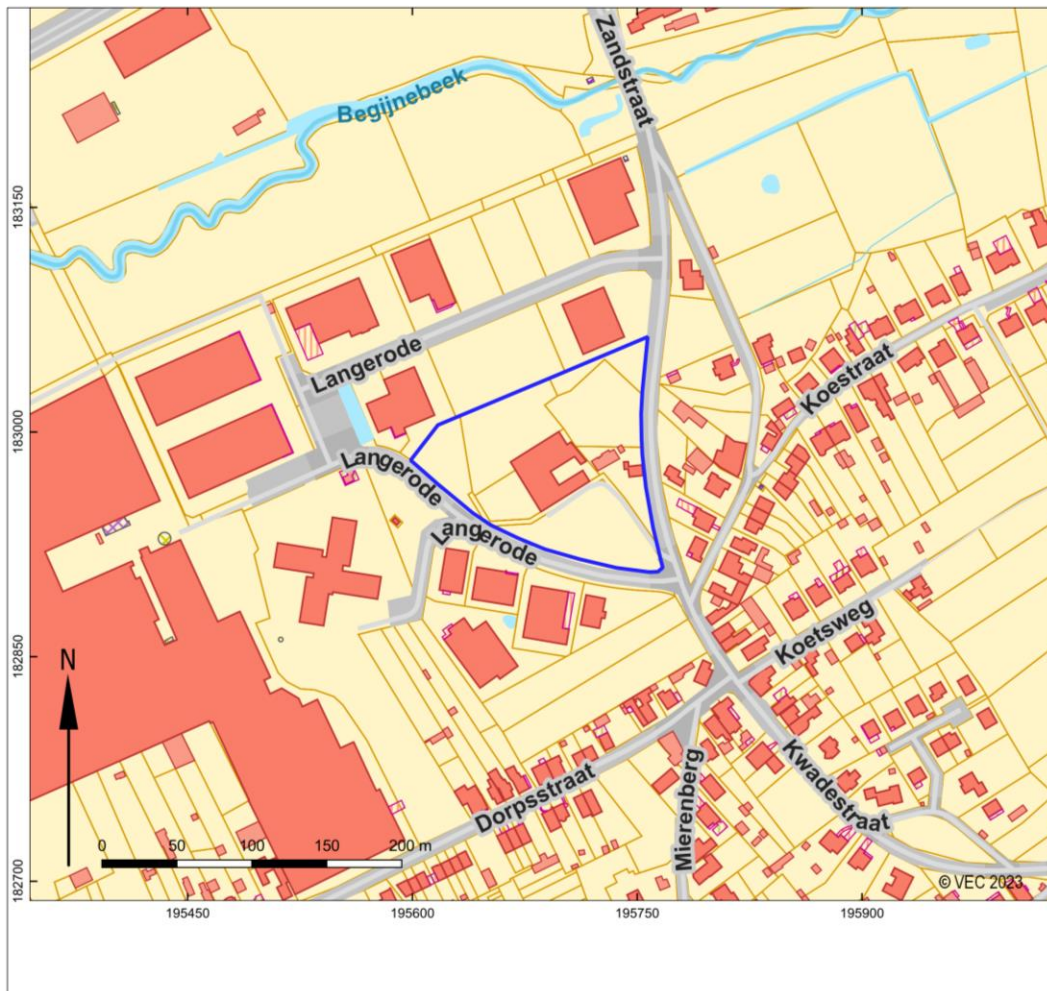 Zandstraat
Begijnebeek
183150
Langerode
Koestraat
183000
Langerode
Langerode
Koetsweg
182850
N
Kwadestraat
Dorpsstraat
Mierenberg
0 50 100 150 200 m
182700
© VEC 2023
195450 195600 195750 195900